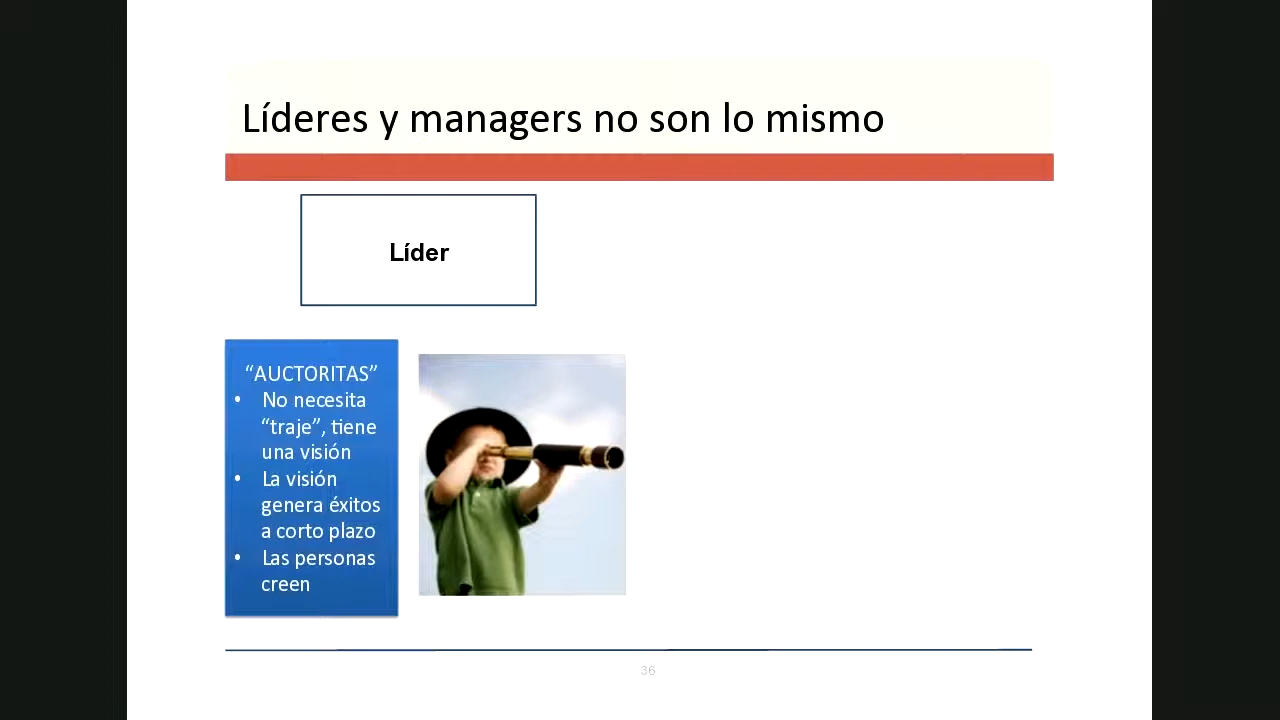 Líderes y managers no son lo mismo
Líder
“AUCTORITAS”
• No necesita
“traje”, tiene
una visión
• La visión
genera éxitos
a corto plazo
• Las personas
creen
36